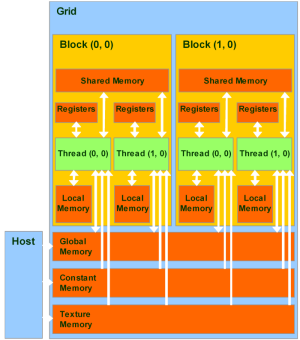 Grid
Block (0, 0)
Block (1, 0)
Shared Memory
Shared Memory
Registers
Registers
Registers
Registers
Thread (0, 0)
Thread (1, 0)
Thread (0, 0)
Thread (1, 0)
Local
Memory
Local
Memory
Local
Memory
Local
Memory
Host
Global
Memory
Constant
Memory
Texture
Memory